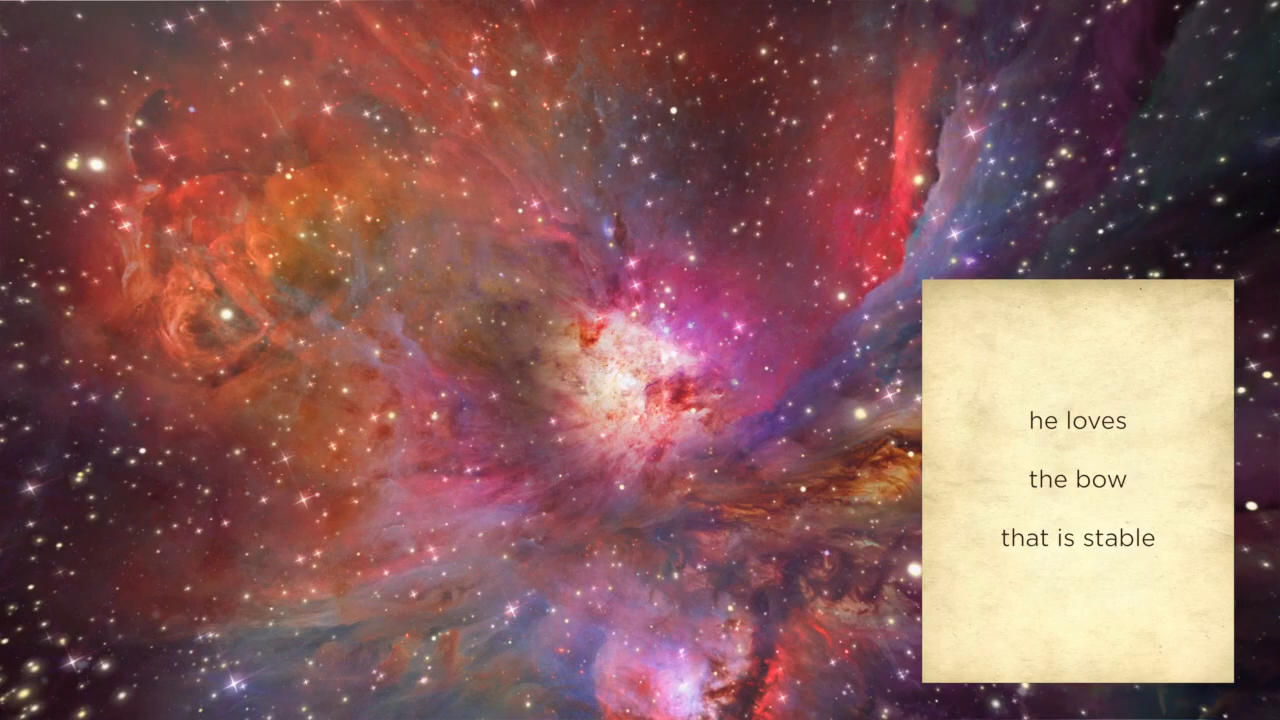 he loves
the bow
that is stable